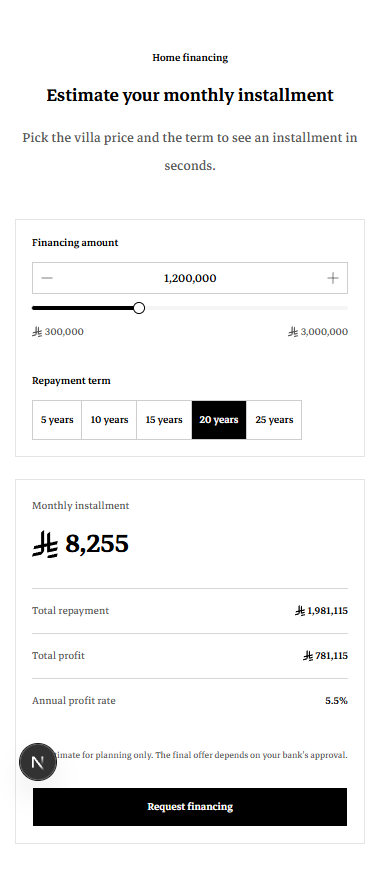 Home financing
Estimate your monthly installment
Pick the villa price and the term to see an installment in
seconds.
Financing amount
1,200,000
300,000
3,000,000
Repayment term
5 years
10 years
15 years
20 years
25 years
Monthly installment
8,255
Total repayment
1,981,115
Total profit
781,115
Annual profit rate
5.5%
for planning only. The final offer depends on your bank's approval.
N
Request financing